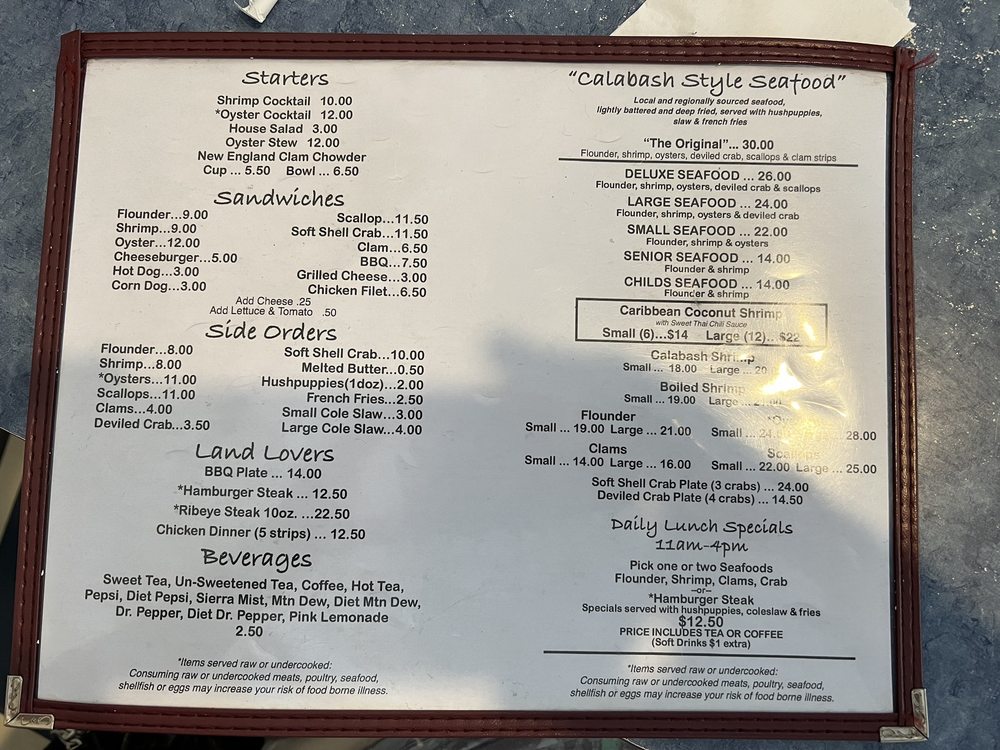 Starters
Shrimp Cocktail 10.00
*Oyster Cocktail 12.00
House Salad 3.00
Oyster Stew 12.00
New England Clam Chowder
Cup ... 5.50 Bowl ... 6.50
Sandwiches
Flounder...9.00
Shrimp...9.00
Oyster...12.00
Cheeseburger...5.00
Hot Dog...3.00
Corn Dog...3.00
Scallop...11.50
Soft Shell Crab...11.50
Clam...6.50
BBQ...7.50
Grilled Cheese...3.00
Chicken Filet...6.50
Add Cheese .25
Add Lettuce & Tomato .50
Side Orders
Flounder...8.00
Shrimp...8.00
*Oysters...11.00
Scallops...11.00
Clams...4.00
Deviled Crab...3.50
Soft Shell Crab...10.00
Melted Butter...0.50
Hushpuppies(1doz)...2.00
French Fries...2.50
Small Cole Slaw...3.00
Large Cole Slaw...4.00
Land Lovers
BBQ Plate ... 14.00
*Hamburger Steak ... 12.50
*Ribeye Steak 10oz. ...22.50
Chicken Dinner (5 strips) ... 12.50
Beverages
Sweet Tea, Un-Sweetened Tea, Coffee, Hot Tea,
Pepsi, Diet Pepsi, Sierra Mist, Mtn Dew, Diet Mtn Dew,
Dr. Pepper, Diet Dr. Pepper, Pink Lemonade
2.50
*Items served raw or undercooked:
Consuming raw or undercooked meats, poultry, seafood,
shellfish or eggs may increase your risk of food borne illness.
"Calabash Style Seafood"
Local and regionally sourced seafood,
lightly battered and deep fried, served with hushpuppies,
slaw & french fries
"The Original"... 30.00
Flounder, shrimp, oysters, deviled crab, scallops & clam strips
DELUXE SEAFOOD ... 26.00
Flounder, shrimp, oysters, deviled crab & scallops
LARGE SEAFOOD ... 24.00
Flounder, shrimp, oysters & deviled crab
SMALL SEAFOOD ... 22.00
Flounder, shrimp & oysters
SENIOR SEAFOOD ... 14.00
Flounder & shrimp
CHILDS SEAFOOD ... 14.00
Flounder & shrimp
Caribbean Coconut Shrimp
with Sweet Thai Chili Sauce
Small (6)...$14 Large (12).. $22
Calabash Shrimp
Small ... 18.00 Large ...
Boiled Shrimp
Small ... 19.00 Large ...
Flounder
Small ... 19.00 Large ... 21.00
Small ... 28.00
Clams
Small ... 14.00 Large ... 16.00
Scallops
Small ... 22.00 Large ... 25.00
Soft Shell Crab Plate (3 crabs) ... 24.00
Deviled Crab Plate (4 crabs) ... 14.50
Daily Lunch Specials
11am-4pm
Pick one or two Seafoods
Flounder, Shrimp, Clams, Crab
–or–
*Hamburger Steak
Specials served with hushpuppies, coleslaw & fries
$12.50
PRICE INCLUDES TEA OR COFFEE
(Soft Drinks $1 extra)
*Items served raw or undercooked:
Consuming raw or undercooked meats, poultry, seafood,
shellfish or eggs may increase your risk of food borne illness.